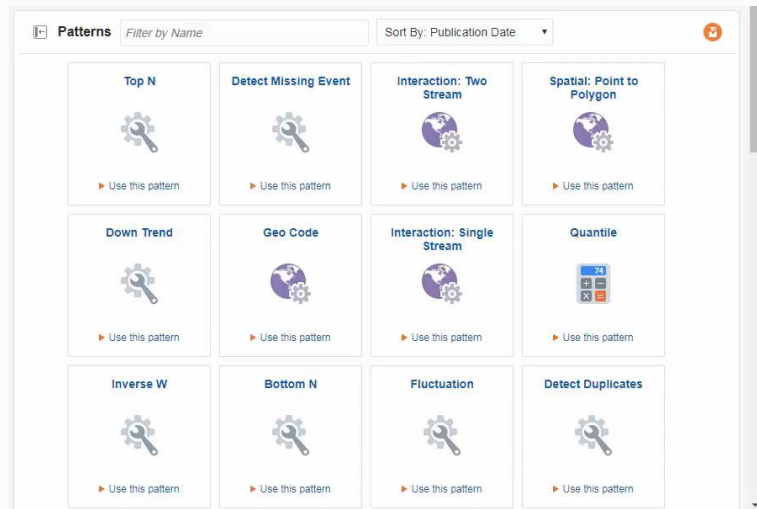 Patterns Filter by Name Sort By: Publication Date
Top N Detect Missing Event Interaction: Two Stream Spatial: Point to Polygon
Use this pattern Use this pattern Use this pattern Use this pattern
Down Trend Geo Code Interaction: Single Stream Quantile
74
Use this pattern Use this pattern Use this pattern Use this pattern
Inverse W Bottom N Fluctuation Detect Duplicates
Use this pattern Use this pattern Use this pattern Use this pattern